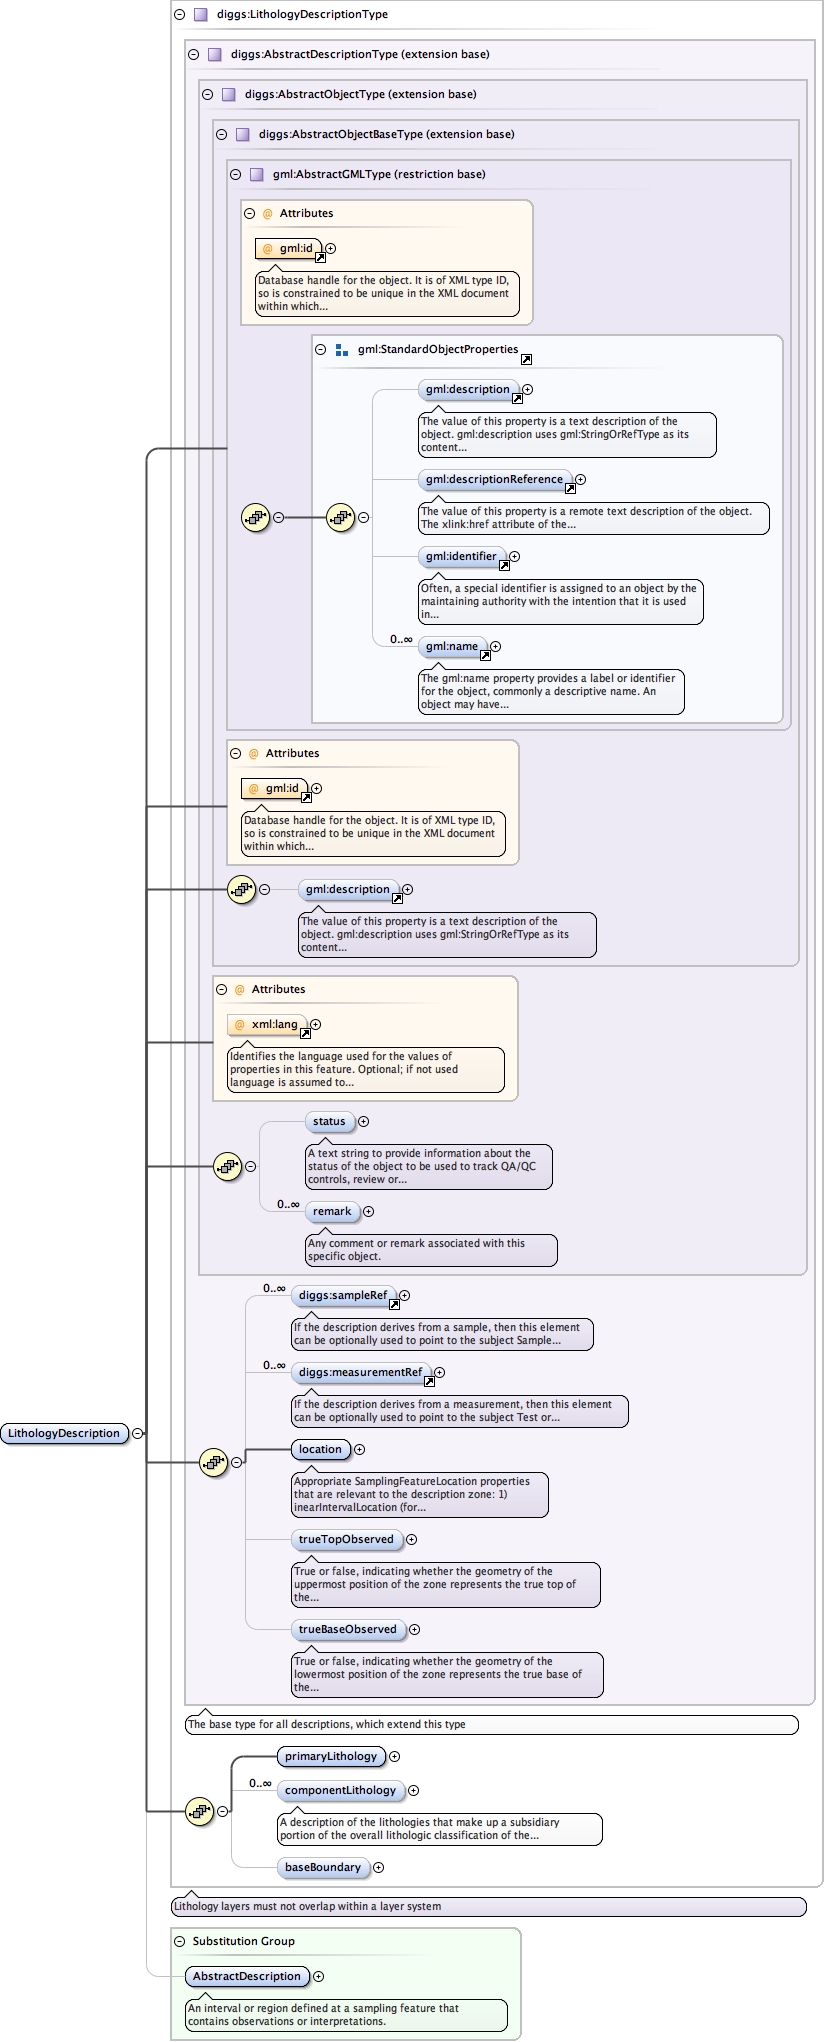 diggs:LithologyDescriptionType
diggs:AbstractDescriptionType (extension base)
diggs:AbstractObjectType (extension base)
diggs:AbstractObjectBaseType (extension base)
gml:AbstractGMLType (restriction base)
@ Attributes
@ gml:id
Database handle for the object. It is of XML type ID,
so is constrained to be unique in the XML document
within which...
gml:StandardObjectProperties
gml:description
The value of this property is a text description of the
object. gml:description uses gml:StringOrRefType as its
content...
gml:descriptionReference
The value of this property is a remote text description of the object.
The xlink:href attribute of the...
gml:identifier
Often, a special identifier is assigned to an object by the
maintaining authority with the intention that it is used
in...
0..∞
gml:name
The gml:name property provides a label or identifier
for the object, commonly a descriptive name. An
object may have...
@ Attributes
@ gml:id
Database handle for the object. It is of XML type ID,
so is constrained to be unique in the XML document
within which...
gml:description
The value of this property is a text description of the
object. gml:description uses gml:StringOrRefType as its
content...
@ Attributes
@ xml:lang
Identifies the language used for the values of
properties in this feature. Optional; if not used
language is assumed to...
status
A text string to provide information about the
status of the object to be used to track QA/QC
controls, review or...
0..∞
remark
Any comment or remark associated with this
specific object.
0..∞
diggs:sampleRef
If the description derives from a sample, then this element
can be optionally used to point to the subject Sample...
0..∞
diggs:measurementRef
If the description derives from a measurement, then this element
can be optionally used to point to the subject Test or...
LithologyDescription
location
Appropriate SamplingFeatureLocation properties
that are relevant to the description zone: 1)
inearIntervalLocation (for...
trueTopObserved
True or false, indicating whether the geometry of the
uppermost position of the zone represents the true top of
the...
trueBaseObserved
True or false, indicating whether the geometry of the
lowermost position of the zone represents the true base of
the...
The base type for all descriptions, which extend this type
primaryLithology
0..∞
componentLithology
A description of the lithologies that make up a subsidiary
portion of the overall lithologic classification of the...
baseBoundary
Lithology layers must not overlap within a layer system
Substitution Group
AbstractDescription
An interval or region defined at a sampling feature that
contains observations or interpretations.